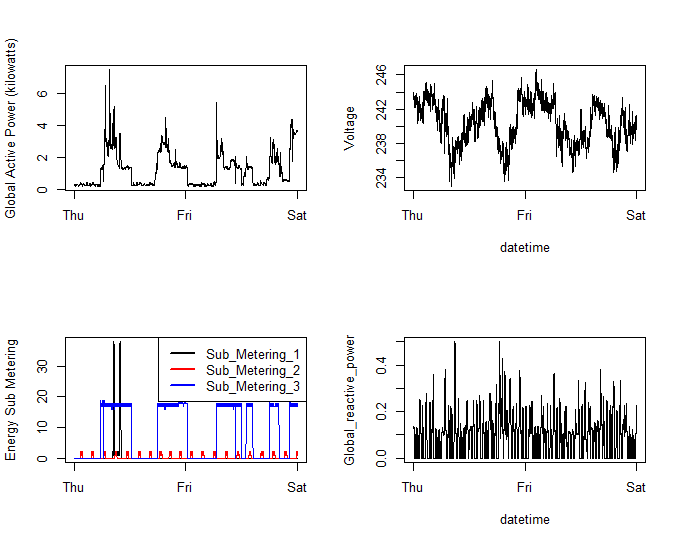 Global Active Power (kilowatts)
0 2 4 6
Thu Fri Sat
Voltage
234 238 242 246
Thu Fri Sat
datetime
Energy Sub Metering
0 10 20 30
Sub_Metering_1
Sub_Metering_2
Sub_Metering_3
Thu Fri Sat
Global_reactive_power
0.0 0.2 0.4
Thu Fri Sat
datetime